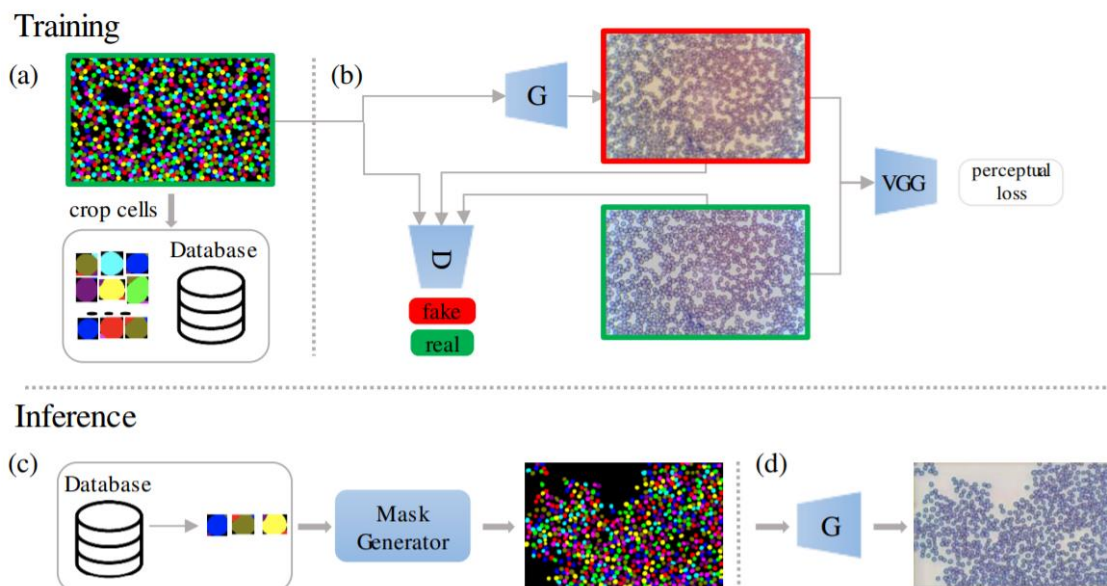 Training
(a)
(b)
G
crop cells
Database
D
fake
real
VGG
perceptual
loss
Inference
(c)
Database
Mask
Generator
(d)
G